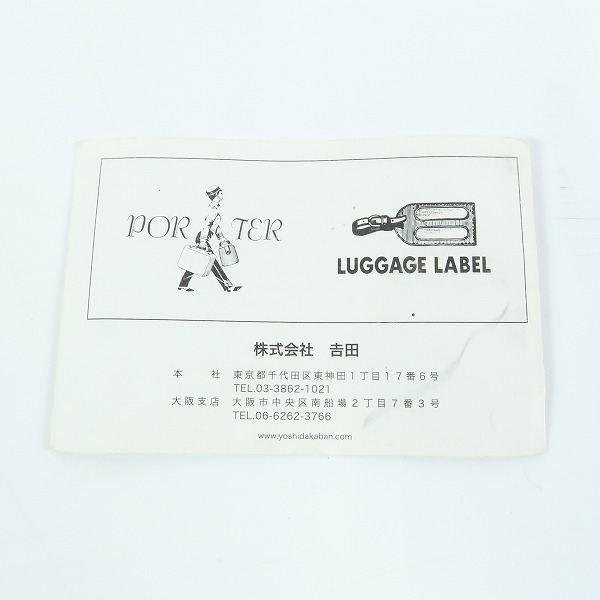 PORTER
LUGGAGE LABEL
株式会社 吉田
本 社 東京都千代田区東神田1丁目17番6号
TEL.03-3862-1021
大阪支店 大阪市中央区南船場2丁目7番3号
TEL.06-6262-3766
www.yoshidakaban.com